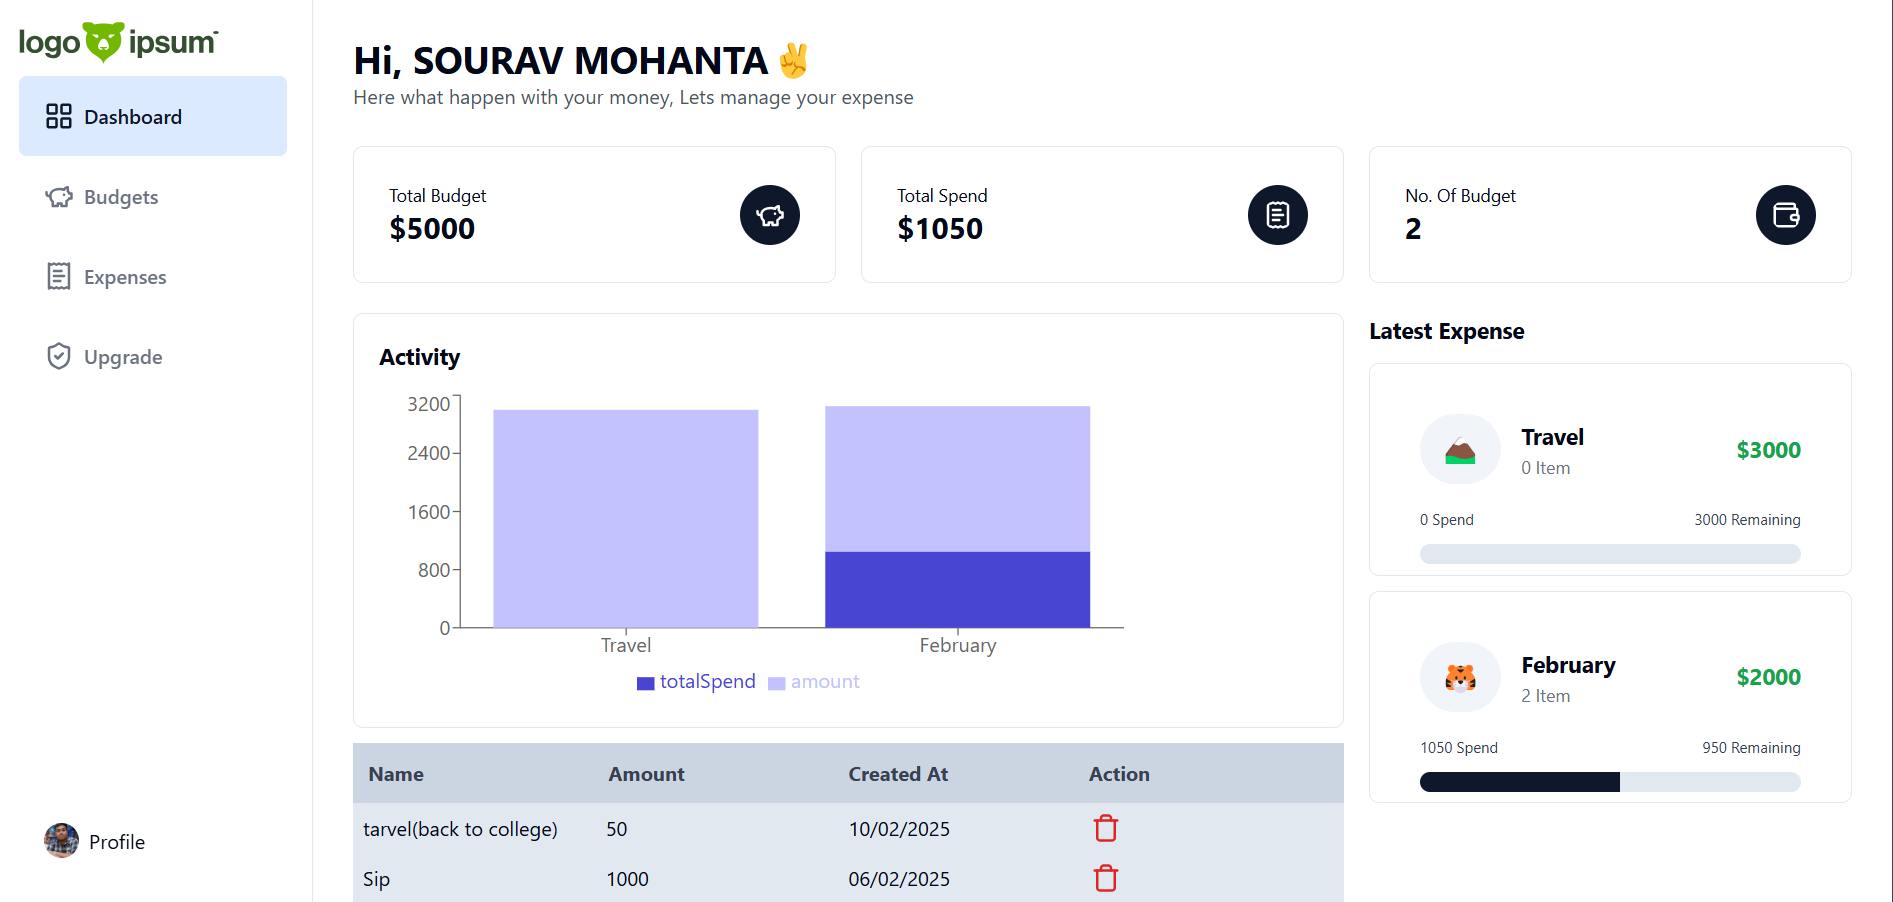 logo ipsum
Dashboard
Budgets
Expenses
Upgrade
Profile
Hi, SOURAV MOHANTA✌️
Here what happen with your money, Lets manage your expense
Total Budget
$5000
Total Spend
$1050
No. Of Budget
2
Activity
3200
2400
1600
800
0
Travel February
totalSpend amount
Name Amount Created At Action
tarvel(back to college) 50 10/02/2025
Sip 1000 06/02/2025
Latest Expense
Travel
0 Item
$3000
0 Spend 3000 Remaining
February
2 Item
$2000
1050 Spend 950 Remaining